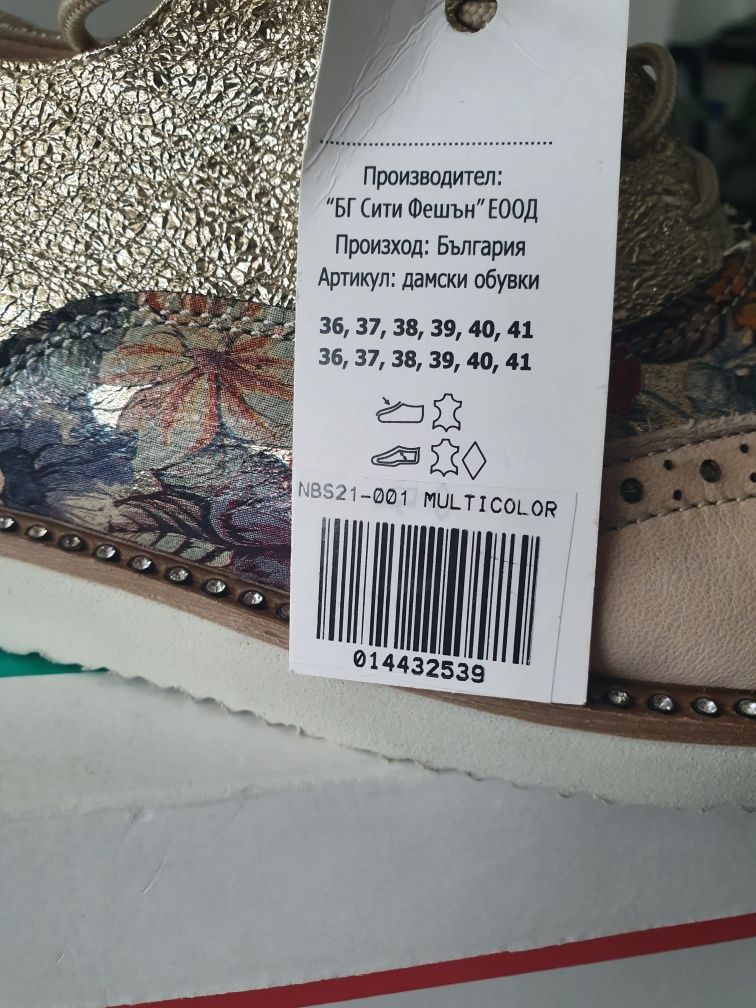 Производител:
“БГ Сити Фешън” ЕООД
Произход: България
Артикул: дамски обувки
36, 37, 38, 39, 40, 41
36, 37, 38, 39, 40, 41
NBS21-001 MULTICOLOR
014432539